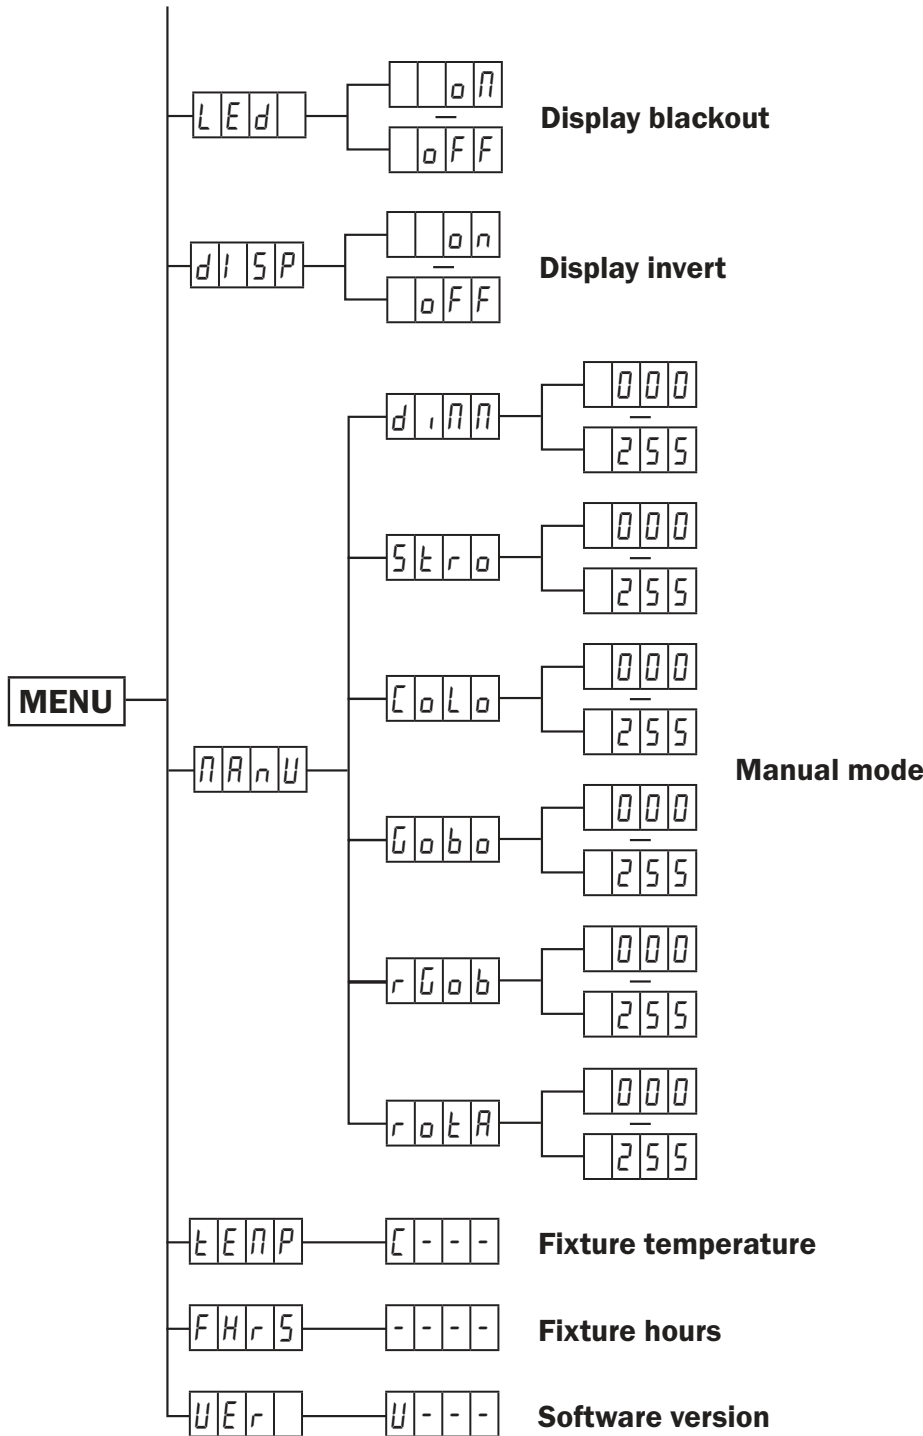 oN
LEd
—
Display blackout
oFF
on
dISP
—
Display invert
oFF
000
diMM
—
255
000
Stro
—
255
000
CoLo
—
255
MENU
MAnU
Manual mode
000
Gobo
—
255
000
rGob
—
255
000
rotA
—
255
tEMP C--- Fixture temperature
FHrS ---- Fixture hours
VEr V--- Software version